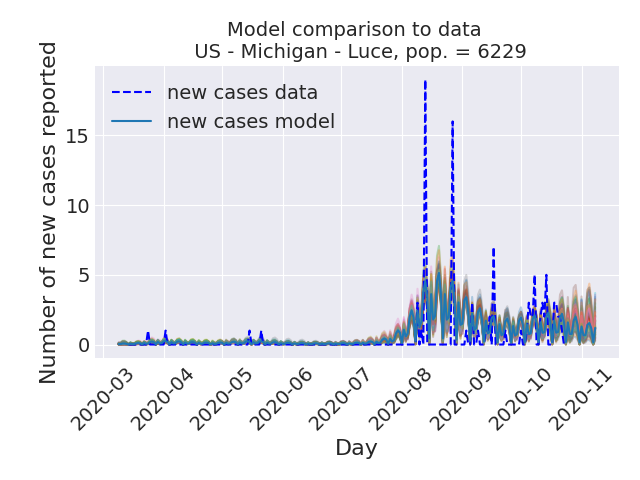 Model comparison to data
US - Michigan - Luce, pop. = 6229
new cases data
new cases model
Number of new cases reported
15
10
5
0
2020-03
2020-04
2020-05
2020-06
2020-07
2020-08
2020-09
2020-10
2020-11
Day